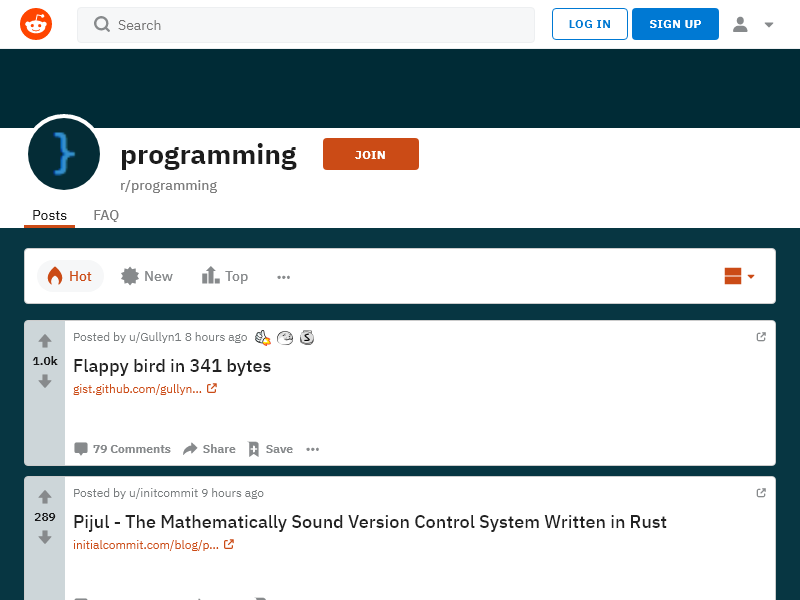 Search
LOG IN
SIGN UP
programming
JOIN
r/programming
Posts
FAQ
Hot
New
Top
Posted by u/Gullyn1 8 hours ago
1.0k
Flappy bird in 341 bytes
gist.github.com/gullyn...
79 Comments
Share
Save
Posted by u/initcommit 9 hours ago
289
Pijul - The Mathematically Sound Version Control System Written in Rust
initialcommit.com/blog/p...